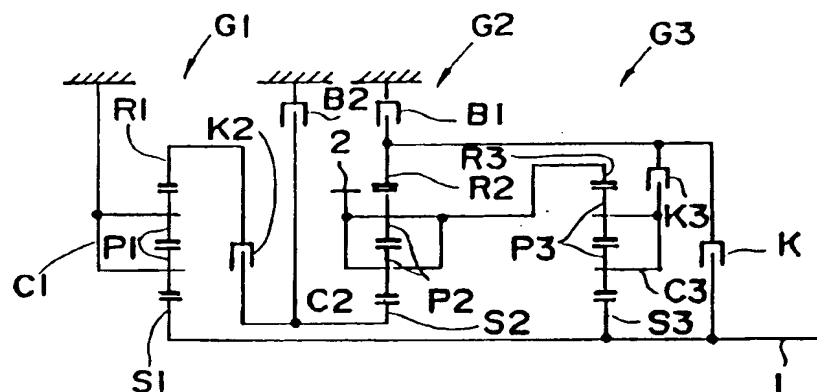 G1 G2 G3
B2 B1
R1 K2 2 R3
R2
K3
P1 P3 K
C1 C2 P2 C3
S2 S3
S1 1